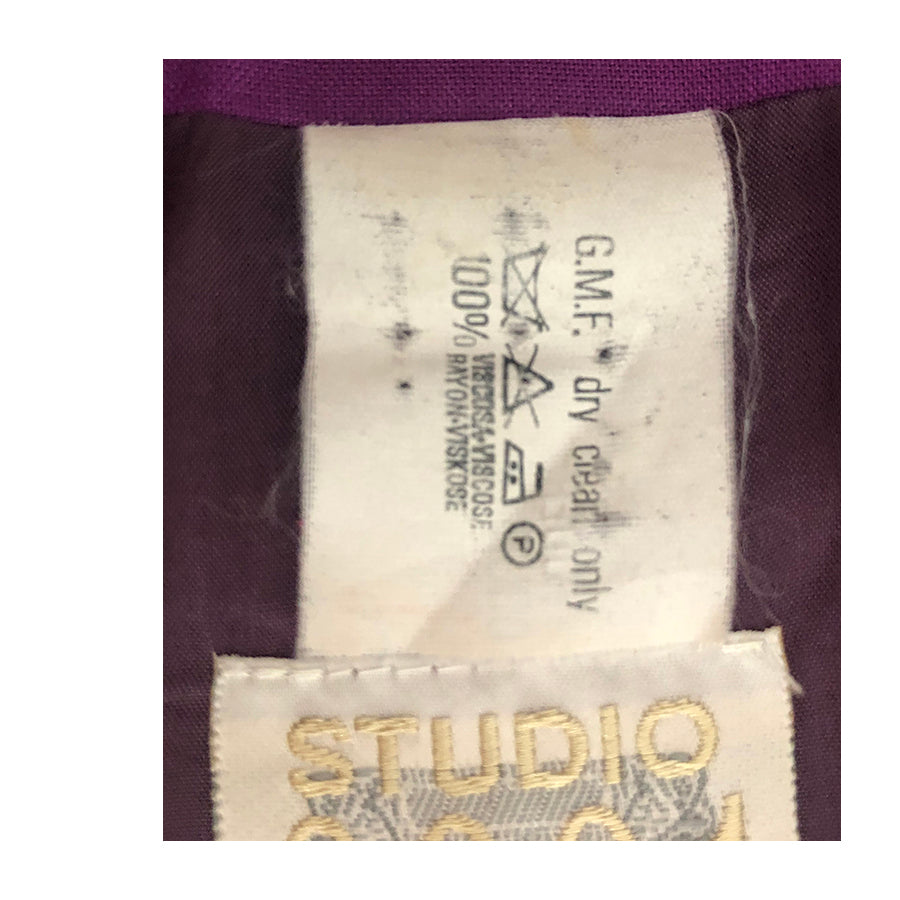 G.M.F. dry clean only
P
100% VISCOSA·VISCOSE
RAYON·VISKOSE
STUDIO